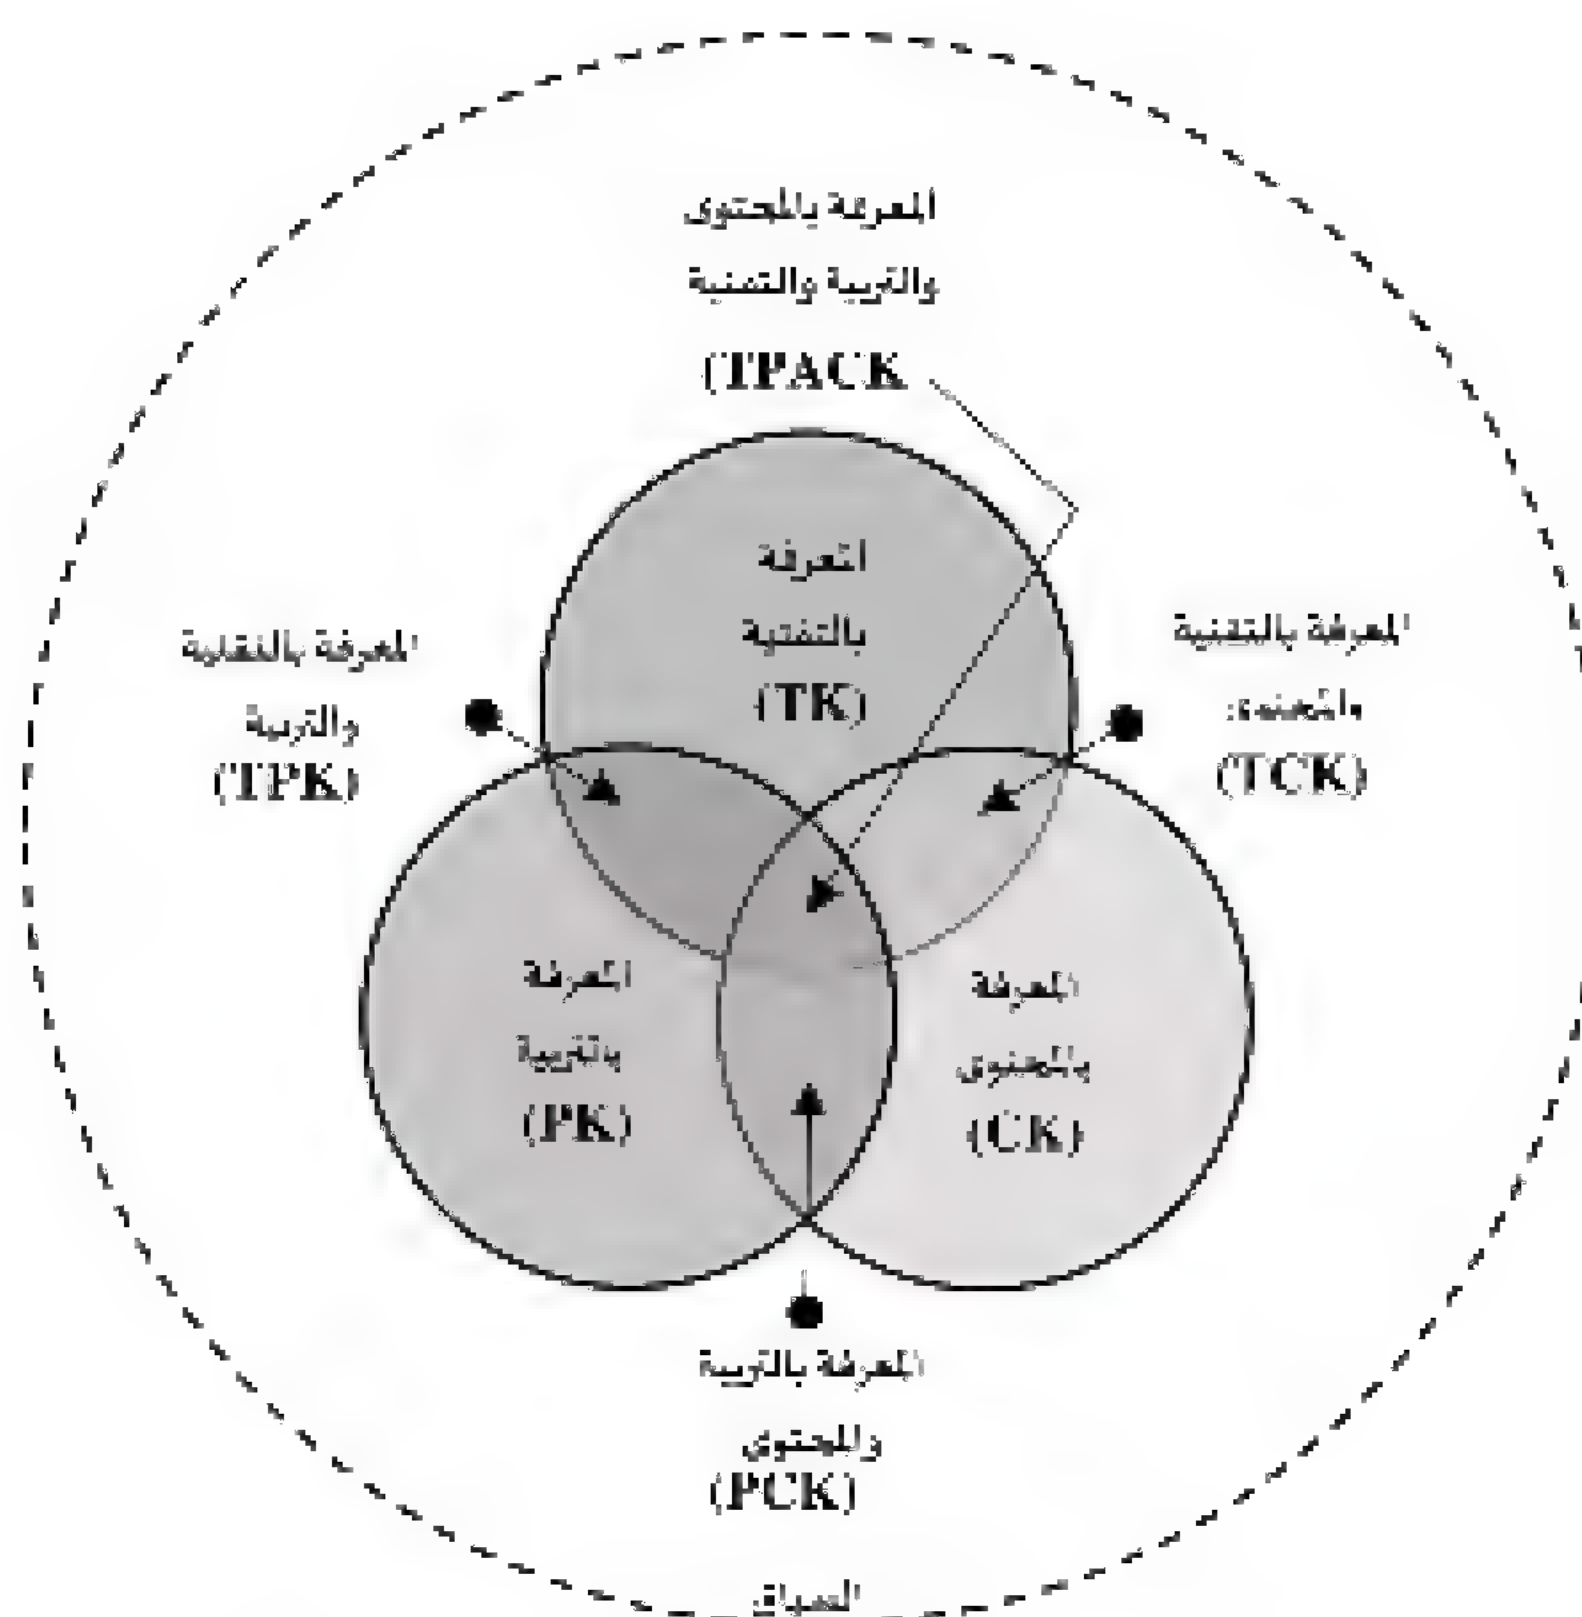 المعرفة بالمحتوى
والتربية والتقنية
(TPACK
المعرفة
بالتقنية
(TK)
المعرفة بالتقنية
والمحتوى
(TCK)
المعرفة بالتقنية
والتربية
(TPK)
المعرفة
بالمحتوى
(CK)
المعرفة
بالتربية
(PK)
المعرفة بالتربية
والمحتوى
(PCK)
السياق